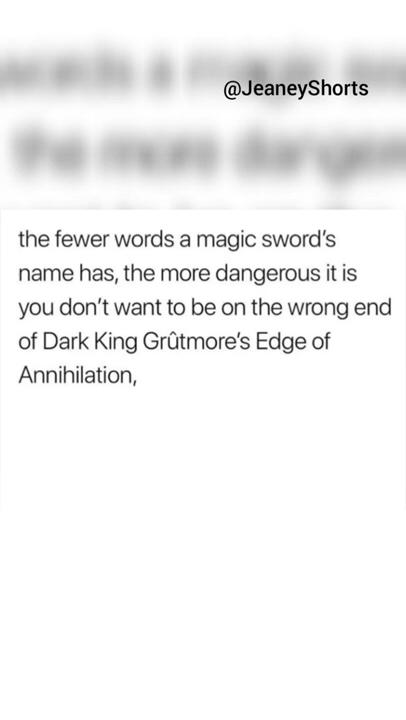 @JeaneyShorts
the fewer words a magic sword's
name has, the more dangerous it is
you don't want to be on the wrong end
of Dark King Grûtmore's Edge of
Annihilation,